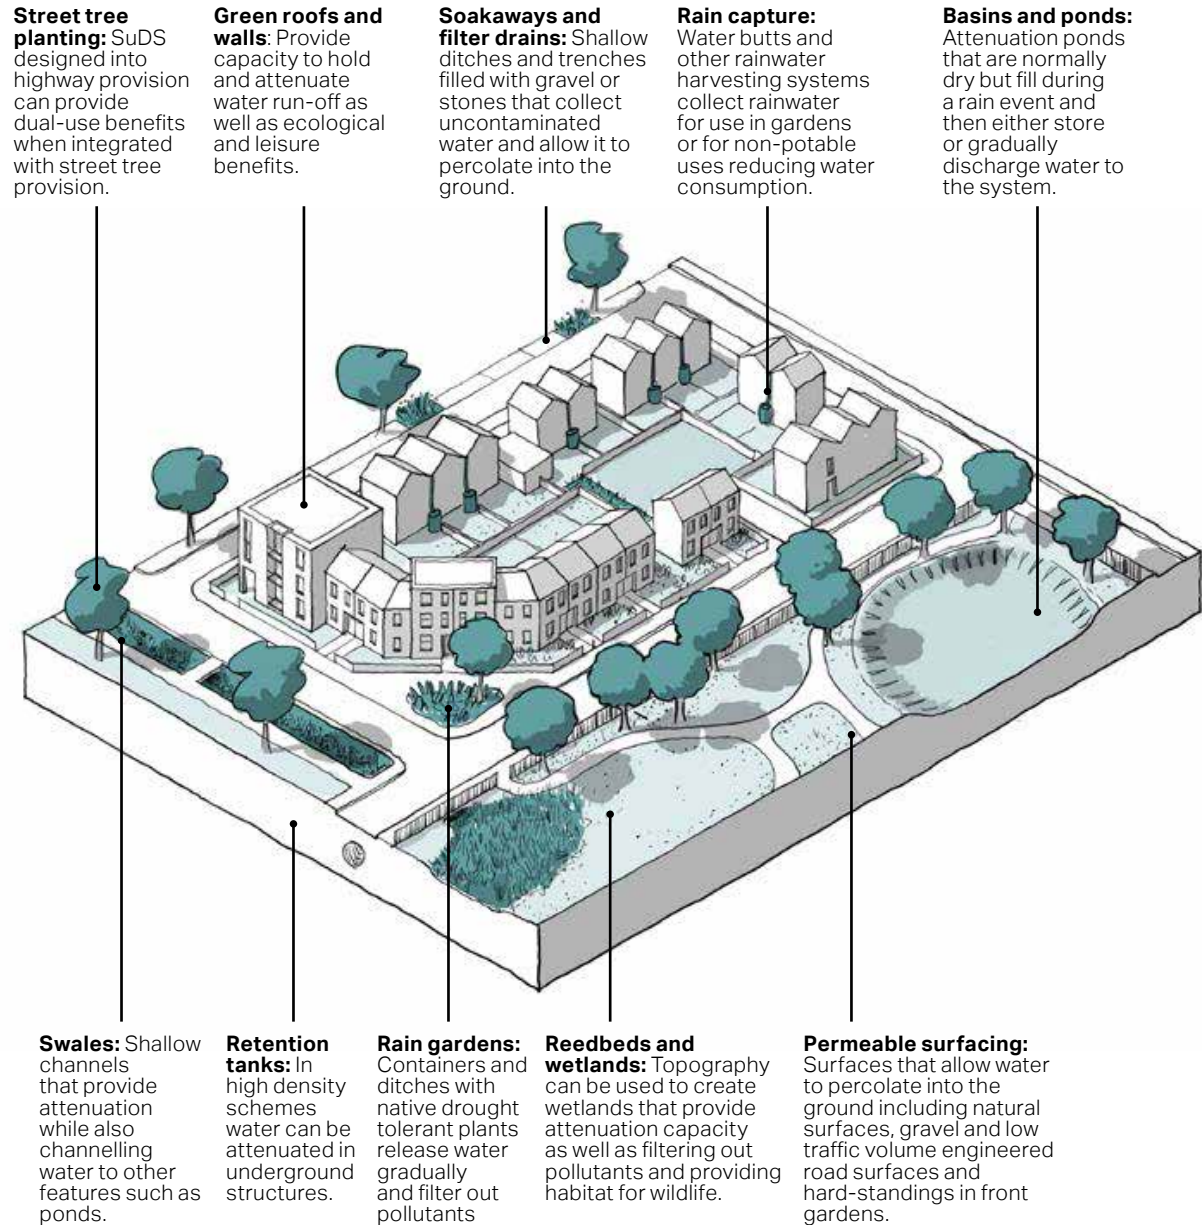 Street tree
planting: SuDS
designed into
highway provision
can provide
dual-use benefits
when integrated
with street tree
provision.
Green roofs and
walls: Provide
capacity to hold
and attenuate
water run-off as
well as ecological
and leisure
benefits.
Soakaways and
filter drains: Shallow
ditches and trenches
filled with gravel or
stones that collect
uncontaminated
water and allow it to
percolate into the
ground.
Rain capture:
Water butts and
other rainwater
harvesting systems
collect rainwater
for use in gardens
or for non-potable
uses reducing water
consumption.
Basins and ponds:
Attenuation ponds
that are normally
dry but fill during
a rain event and
then either store
or gradually
discharge water to
the system.
Swales: Shallow
channels
that provide
attenuation
while also
channelling
water to other
features such as
ponds.
Retention
tanks: In
high density
schemes
water can be
attenuated in
underground
structures.
Rain gardens:
Containers and
ditches with
native drought
tolerant plants
release water
gradually
and filter out
pollutants
Reedbeds and
wetlands: Topography
can be used to create
wetlands that provide
attenuation capacity
as well as filtering out
pollutants and providing
habitat for wildlife.
Permeable surfacing:
Surfaces that allow water
to percolate into the
ground including natural
surfaces, gravel and low
traffic volume engineered
road surfaces and
hard-standings in front
gardens.